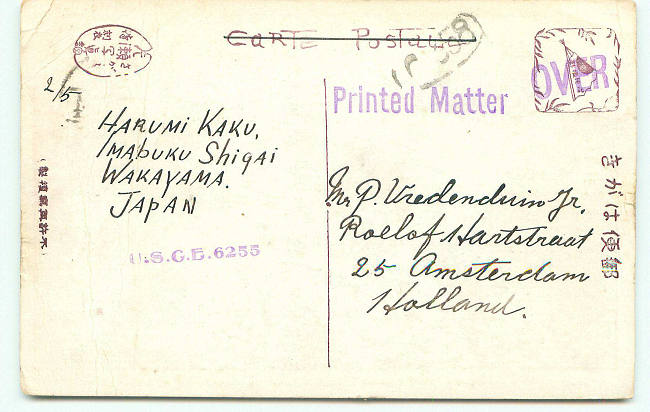 CARTE POSTALE
Printed Matter
OVER
2/5
HARUMI KAKU.
IMABUKU Shigai
WAKAYAMA.
JAPAN
U.S.C.E. 6255
Mr P. Vredenduin Jr,
Roelof Hartstraat
25 Amsterdam
Holland.
きがは便郵